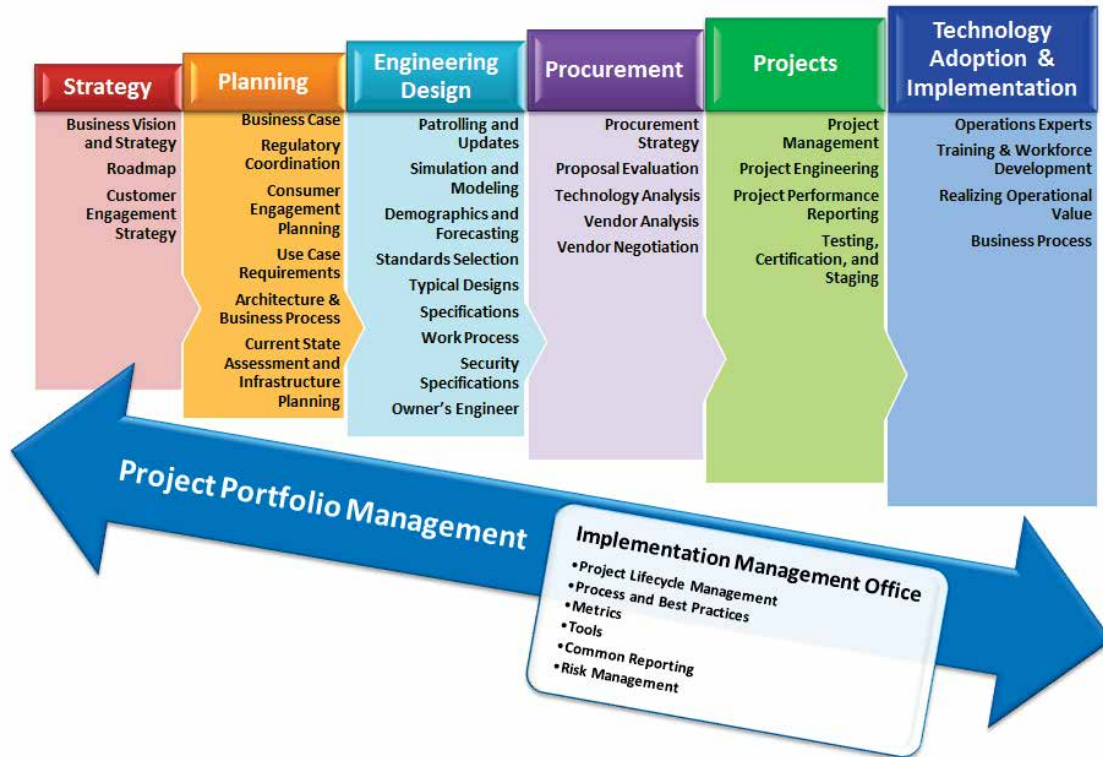 Strategy
Business Vision
and Strategy
Roadmap
Customer
Engagement
Strategy
Planning
Business Case
Regulatory
Coordination
Consumer
Engagement
Planning
Use Case
Requirements
Architecture &
Business Process
Current State
Assessment and
Infrastructure
Planning
Engineering
Design
Patrolling and
Updates
Simulation and
Modeling
Demographics and
Forecasting
Standards Selection
Typical Designs
Specifications
Work Process
Security
Specifications
Owner's Engineer
Procurement
Procurement
Strategy
Proposal Evaluation
Technology Analysis
Vendor Analysis
Vendor Negotiation
Projects
Project
Management
Project Engineering
Project Performance
Reporting
Testing,
Certification, and
Staging
Technology
Adoption &
Implementation
Operations Experts
Training & Workforce
Development
Realizing Operational
Value
Business Process
Project Portfolio Management
Implementation Management Office
•Project Lifecycle Management
•Process and Best Practices
•Metrics
•Tools
•Common Reporting
•Risk Management